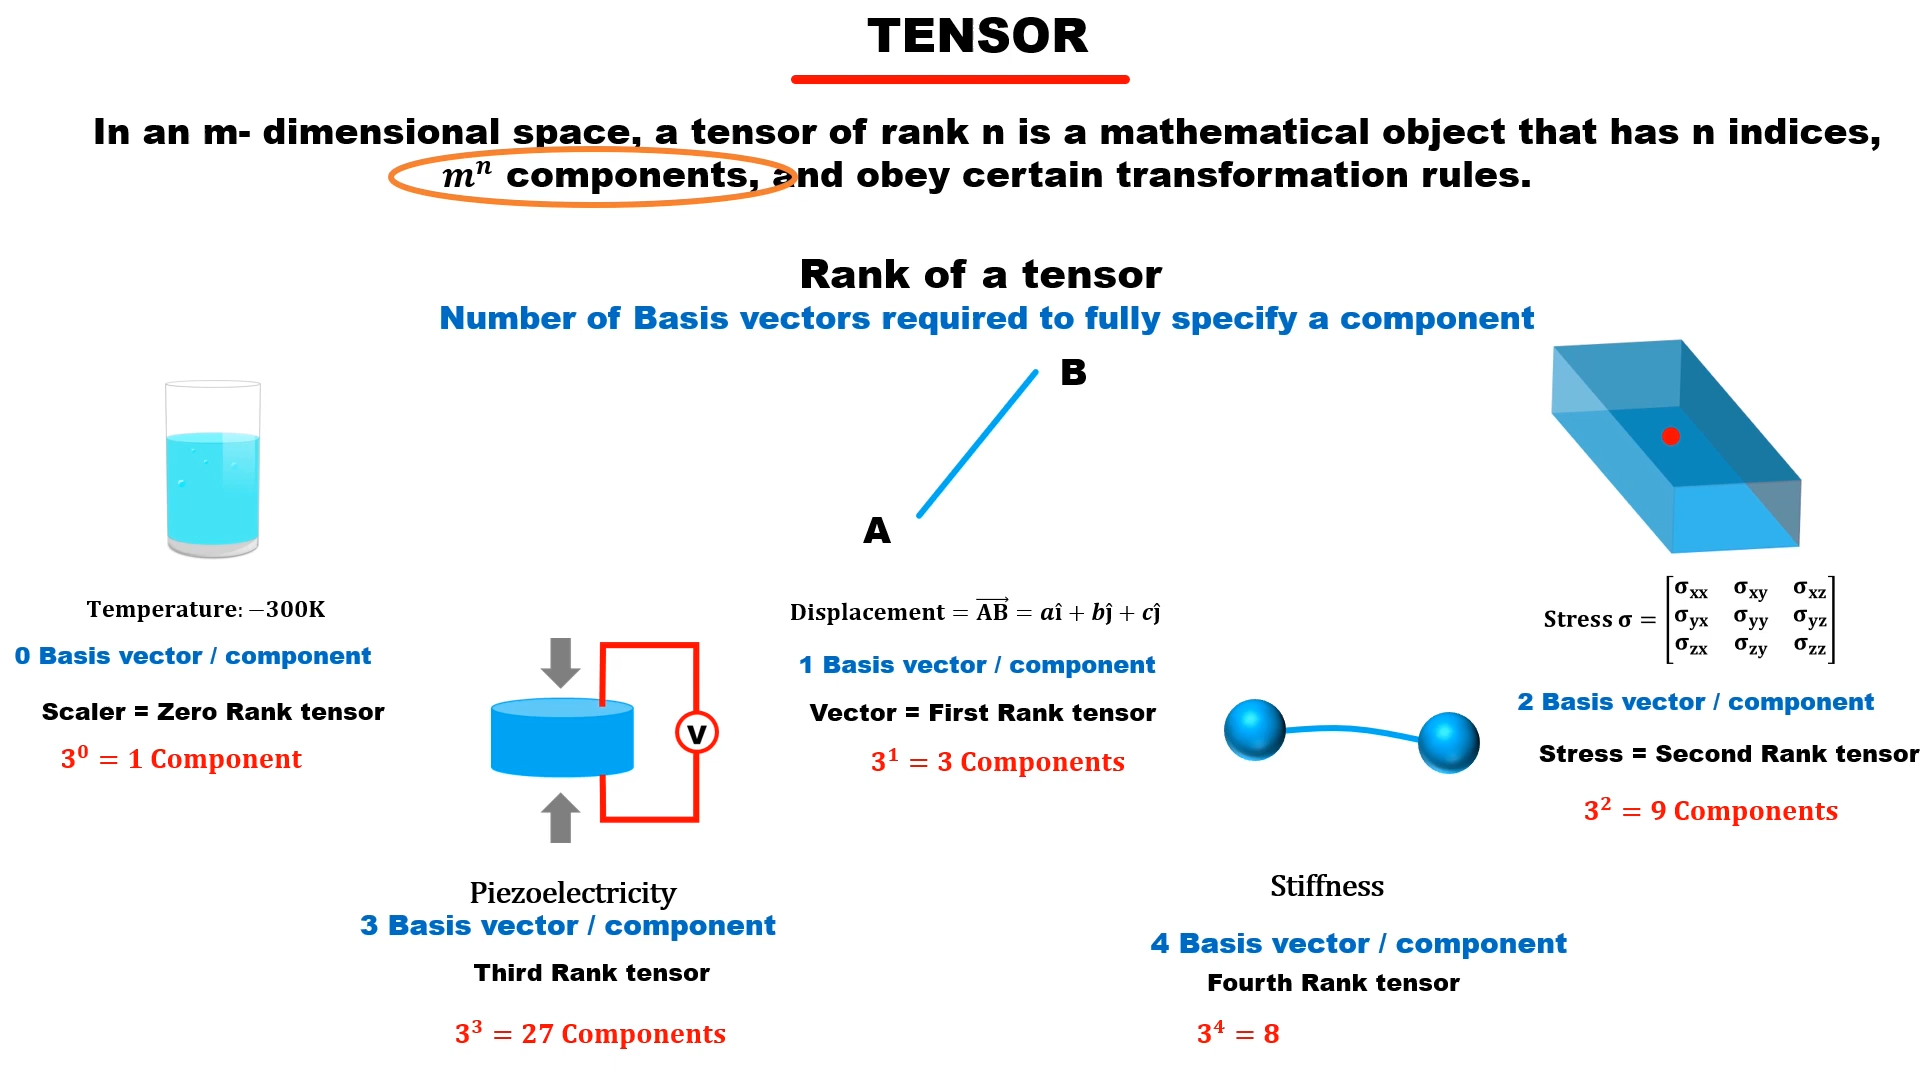 TENSOR
In an m- dimensional space, a tensor of rank n is a mathematical object that has n indices,
mⁿ components, and obey certain transformation rules.
Rank of a tensor
Number of Basis vectors required to fully specify a component
B
A
Temperature: −300K
0 Basis vector / component
Scaler = Zero Rank tensor
3⁰ = 1 Component
Displacement = A⃗B⃗ = aî + bĵ + cĵ
1 Basis vector / component
Vector = First Rank tensor
3¹ = 3 Components
Stress σ = [σxx σxy σxz
σyx σyy σyz
σzx σzy σzz]
2 Basis vector / component
Stress = Second Rank tensor
3² = 9 Components
V
Piezoelectricity
3 Basis vector / component
Third Rank tensor
3³ = 27 Components
Stiffness
4 Basis vector / component
Fourth Rank tensor
3⁴ = 8